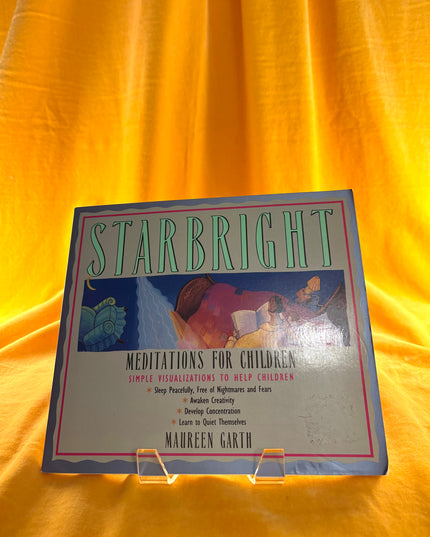 STARBRIGHT
MEDITATIONS FOR CHILDREN
SIMPLE VISUALIZATIONS TO HELP CHILDREN
* Sleep Peacefully, Free of Nightmares and Fears
* Awaken Creativity
* Develop Concentration
* Learn to Quiet Themselves
MAUREEN GARTH